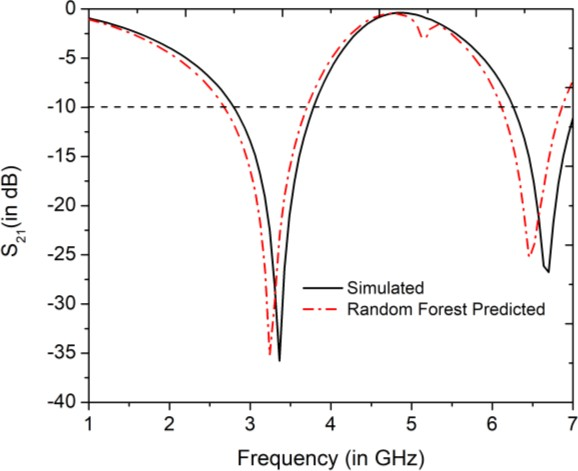 0
-5
-10
-15
-20
-25
-30
-35
-40
S21(in dB)
Simulated
Random Forest Predicted
1 2 3 4 5 6 7
Frequency (in GHz)